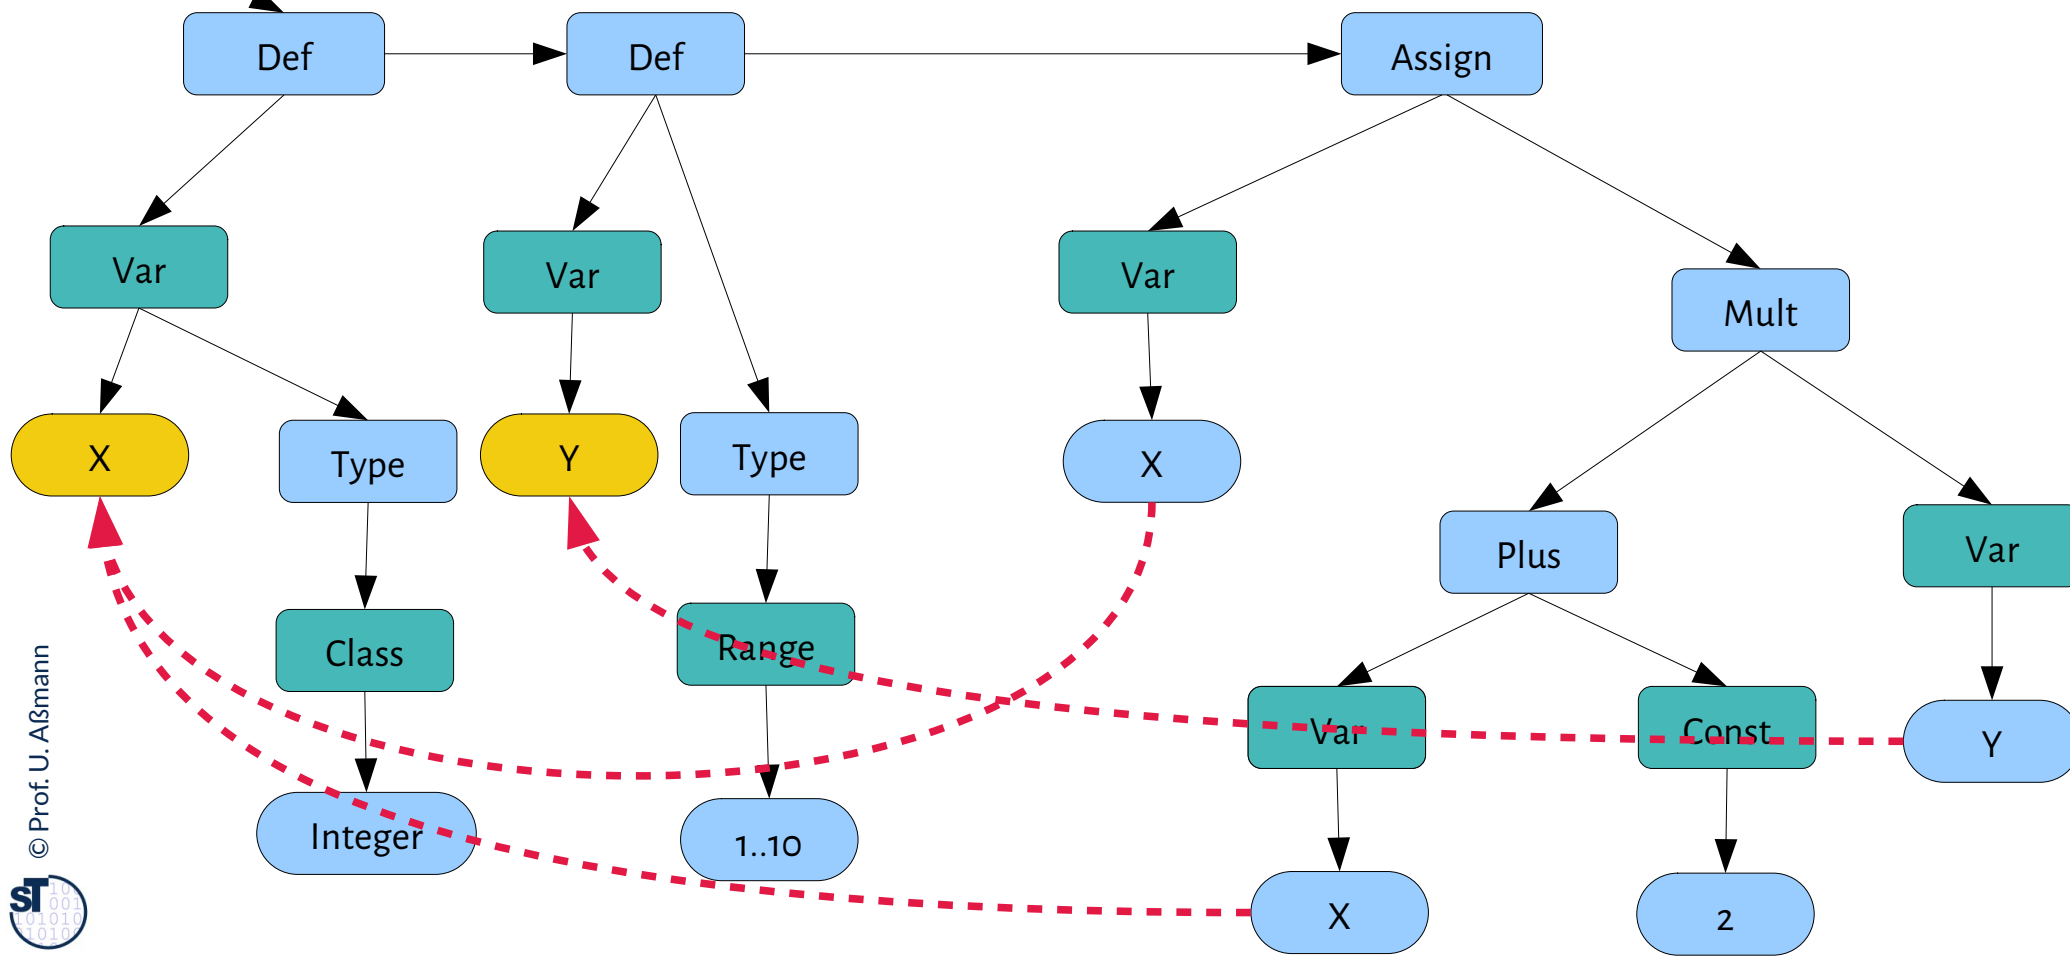 Def
Def
Assign
Var
Var
Var
Mult
X
Type
Y
Type
X
Plus
Var
Class
Range
Var
Const
Y
Integer
1..10
X
2
© Prof. U. Aßmann
sT